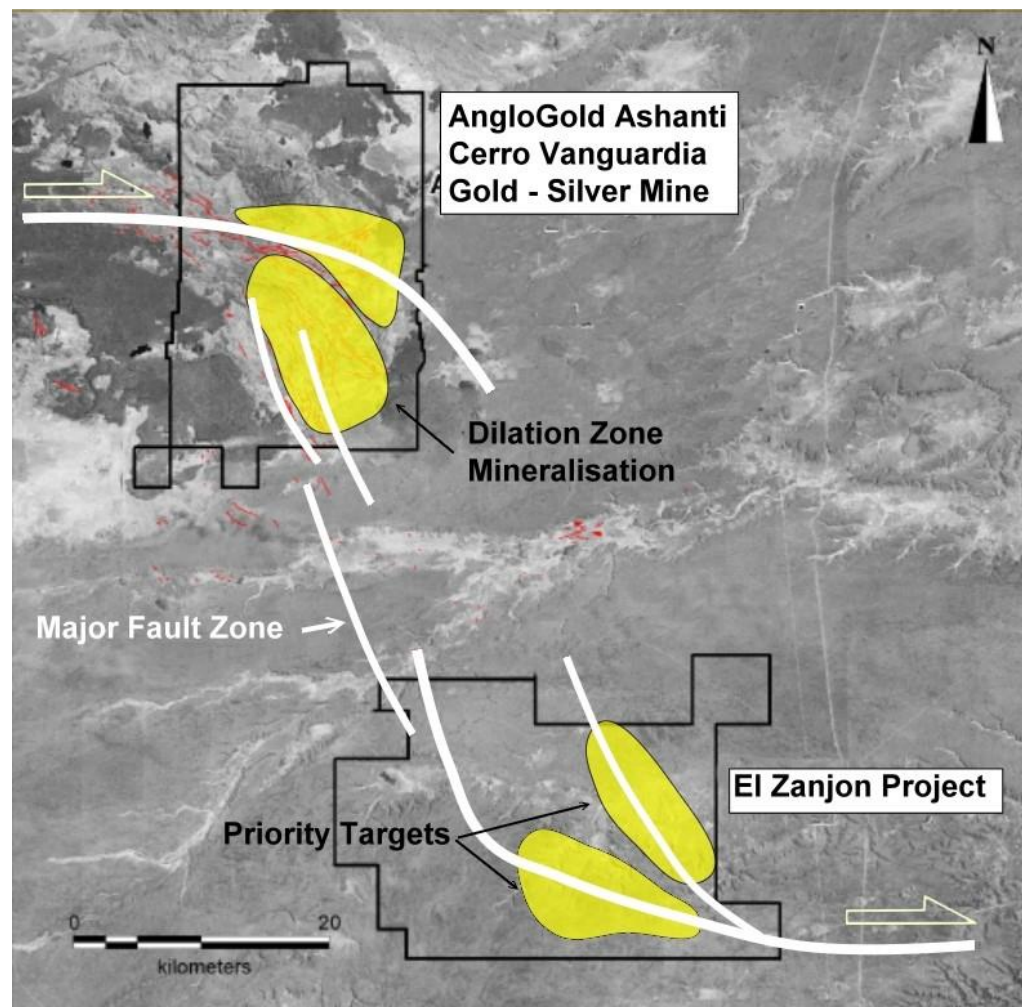 N
AngloGold Ashanti
Cerro Vanguardia
Gold - Silver Mine
Dilation Zone
Mineralisation
Major Fault Zone
El Zanjon Project
Priority Targets
0 20
kilometers